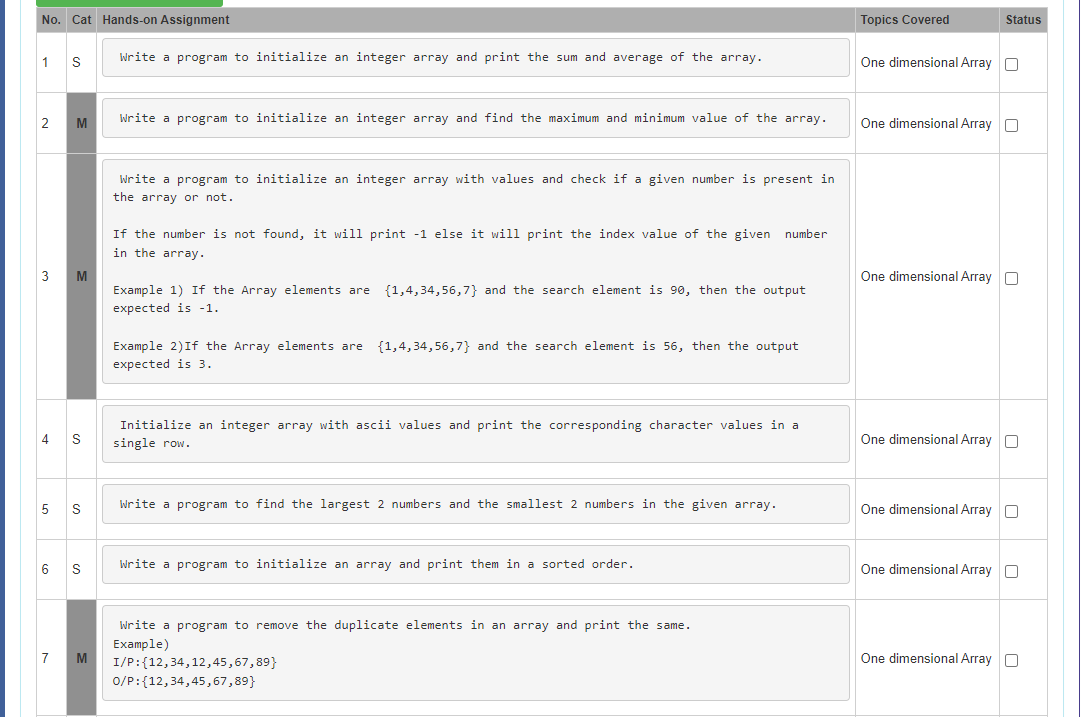 No. Cat Hands-on Assignment Topics Covered Status
1 S Write a program to initialize an integer array and print the sum and average of the array. One dimensional Array
2 M Write a program to initialize an integer array and find the maximum and minimum value of the array. One dimensional Array
Write a program to initialize an integer array with values and check if a given number is present in
the array or not.
If the number is not found, it will print -1 else it will print the index value of the given  number
in the array.
3 M One dimensional Array
Example 1) If the Array elements are  {1,4,34,56,7} and the search element is 90, then the output
expected is -1.
Example 2)If the Array elements are  {1,4,34,56,7} and the search element is 56, then the output
expected is 3.
4 S Initialize an integer array with ascii values and print the corresponding character values in a One dimensional Array
single row.
5 S Write a program to find the largest 2 numbers and the smallest 2 numbers in the given array. One dimensional Array
6 S Write a program to initialize an array and print them in a sorted order. One dimensional Array
Write a program to remove the duplicate elements in an array and print the same.
Example)
7 M I/P:{12,34,12,45,67,89} One dimensional Array
O/P:{12,34,45,67,89}